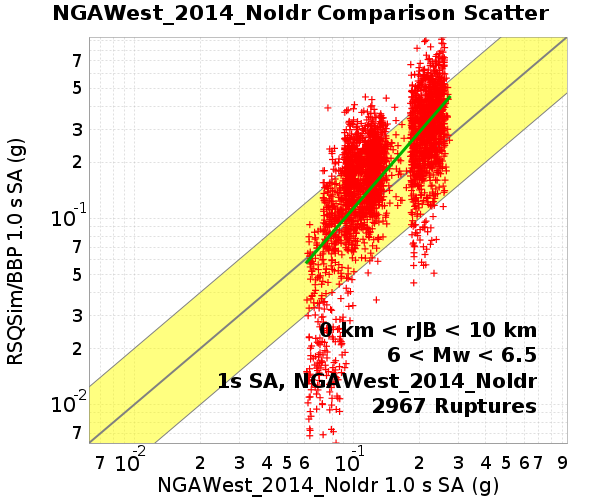 NGAWest_2014_NoIdr Comparison Scatter
RSQSim/BBP 1.0 s SA (g)
7
5
3
2
10-1
7
5
3
2
10-2
7
0 km < rJB < 10 km
6 < Mw < 6.5
1s SA, NGAWest_2014_NoIdr
2967 Ruptures
7 10-2 2 3 4 5 6 10-1 2 3 4 5 6 7 9
NGAWest_2014_NoIdr 1.0 s SA (g)